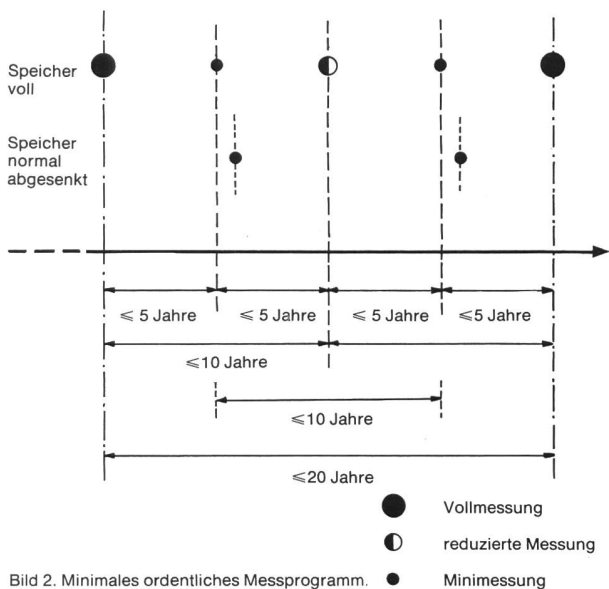 Speicher
voll
Speicher
normal
abgesenkt
≤ 5 Jahre ≤ 5 Jahre ≤ 5 Jahre ≤5 Jahre
≤10 Jahre
≤10 Jahre
≤20 Jahre
Vollmessung
reduzierte Messung
Bild 2. Minimales ordentliches Messprogramm. Minimessung